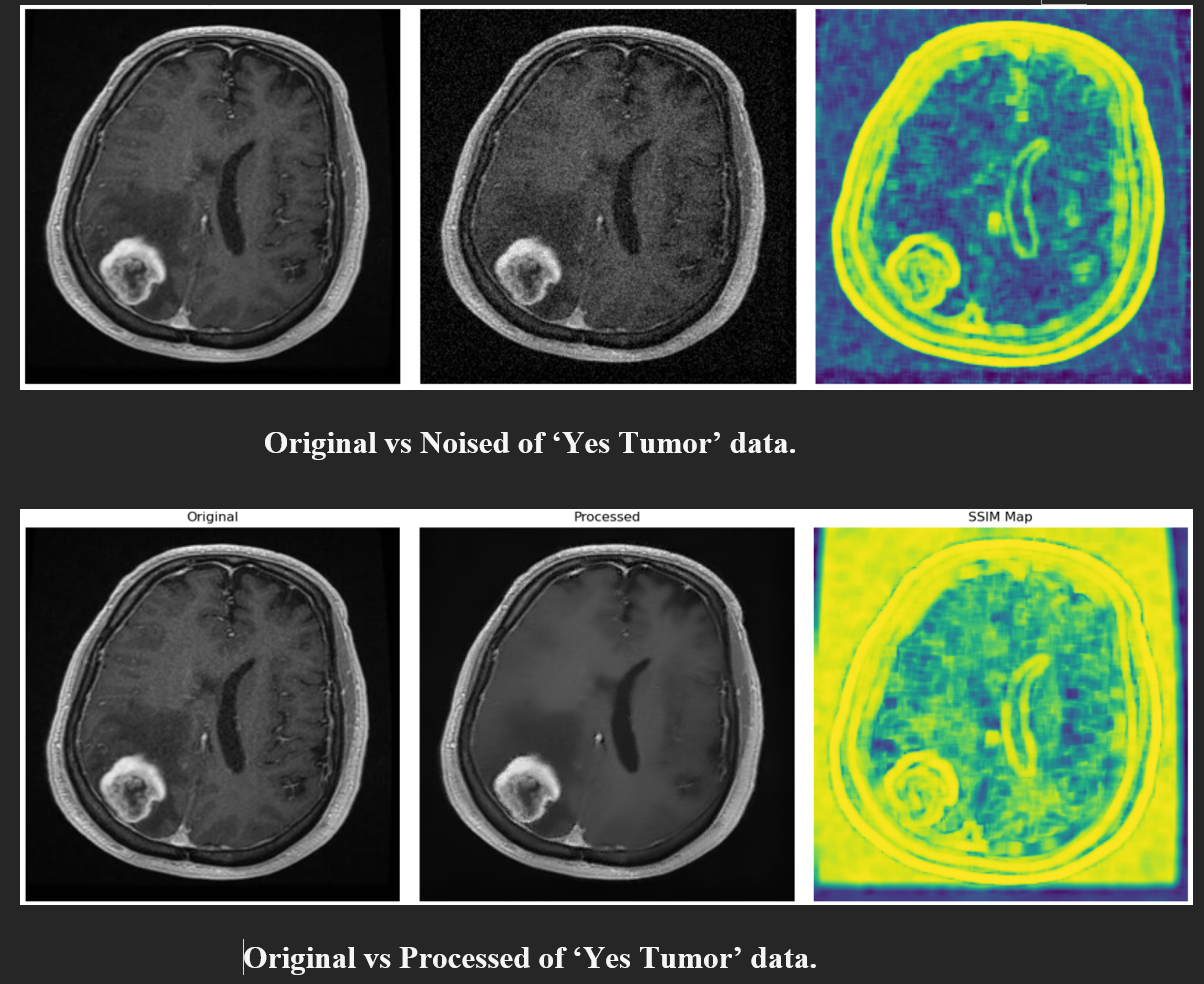 Original vs Noised of ‘Yes Tumor’ data.
Original
Processed
SSIM Map
Original vs Processed of ‘Yes Tumor’ data.